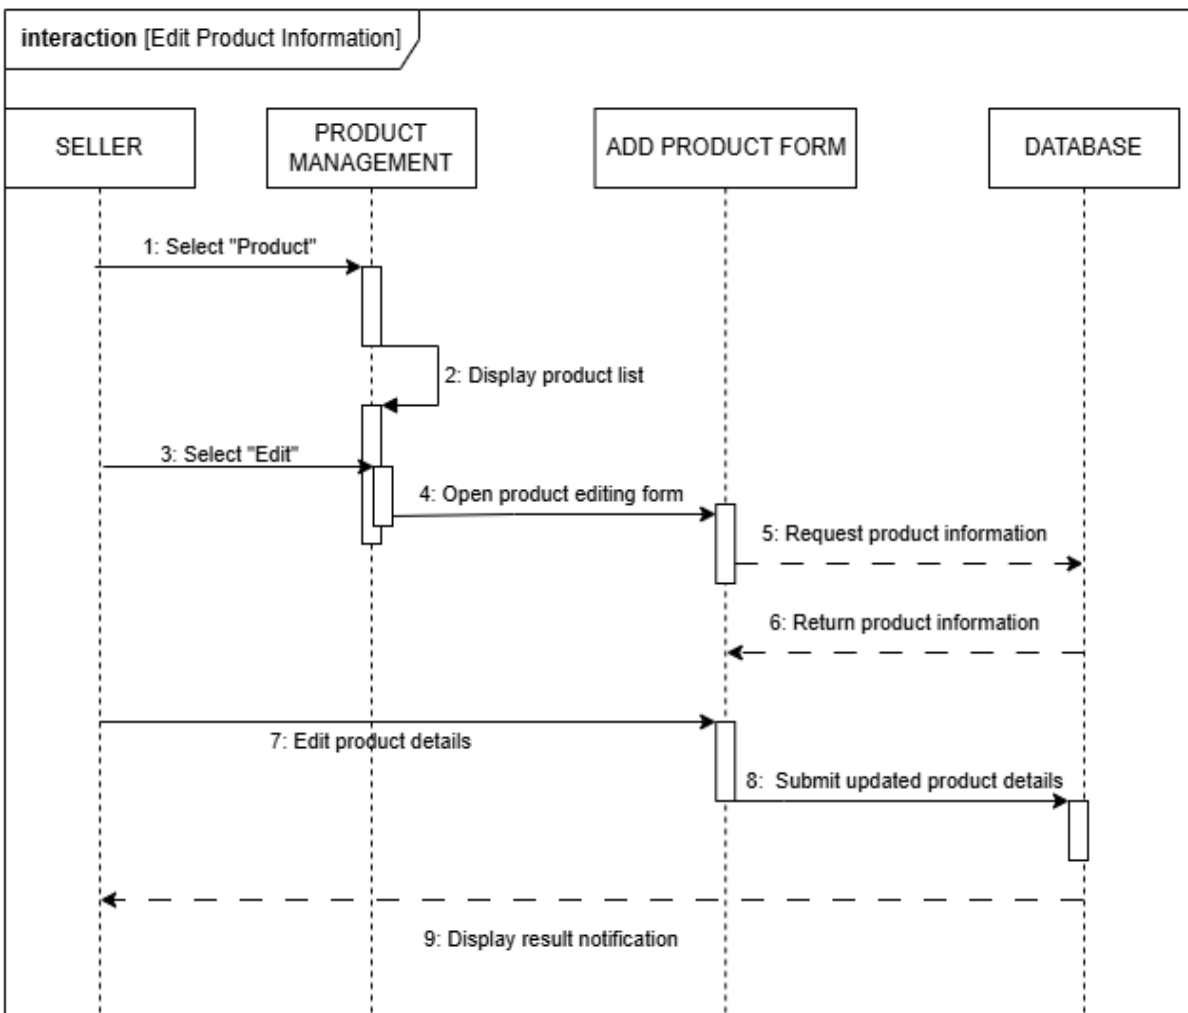 interaction [Edit Product Information]
SELLER
PRODUCT
MANAGEMENT
ADD PRODUCT FORM
DATABASE
1: Select "Product"
2: Display product list
3: Select "Edit"
4: Open product editing form
5: Request product information
6: Return product information
7: Edit product details
8:  Submit updated product details
9: Display result notification